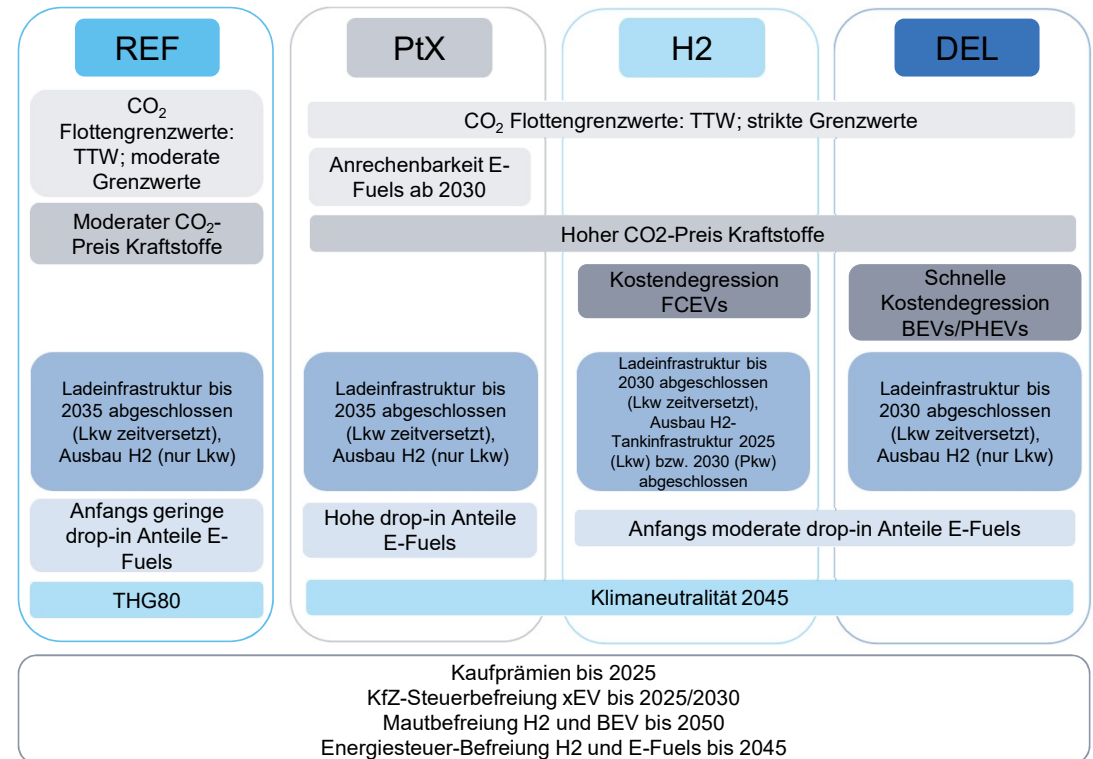 REF
PtX
H2
DEL
CO2
Flottengrenzwerte:
TTW; moderate
Grenzwerte
CO2 Flottengrenzwerte: TTW; strikte Grenzwerte
Anrechenbarkeit E-
Fuels ab 2030
Moderater CO2-
Preis Kraftstoffe
Hoher CO2-Preis Kraftstoffe
Kostendegression
FCEVs
Schnelle
Kostendegression
BEVs/PHEVs
Ladeinfrastruktur bis
2035 abgeschlossen
(Lkw zeitversetzt),
Ausbau H2 (nur Lkw)
Ladeinfrastruktur bis
2035 abgeschlossen
(Lkw zeitversetzt),
Ausbau H2 (nur Lkw)
Ladeinfrastruktur bis
2030 abgeschlossen
(Lkw zeitversetzt),
Ausbau H2-
Tankinfrastruktur 2025
(Lkw) bzw. 2030 (Pkw)
abgeschlossen
Ladeinfrastruktur bis
2030 abgeschlossen
(Lkw zeitversetzt),
Ausbau H2 (nur Lkw)
Anfangs geringe
drop-in Anteile E-
Fuels
Hohe drop-in Anteile
E-Fuels
Anfangs moderate drop-in Anteile E-Fuels
THG80
Klimaneutralität 2045
Kaufprämien bis 2025
KfZ-Steuerbefreiung xEV bis 2025/2030
Mautbefreiung H2 und BEV bis 2050
Energiesteuer-Befreiung H2 und E-Fuels bis 2045